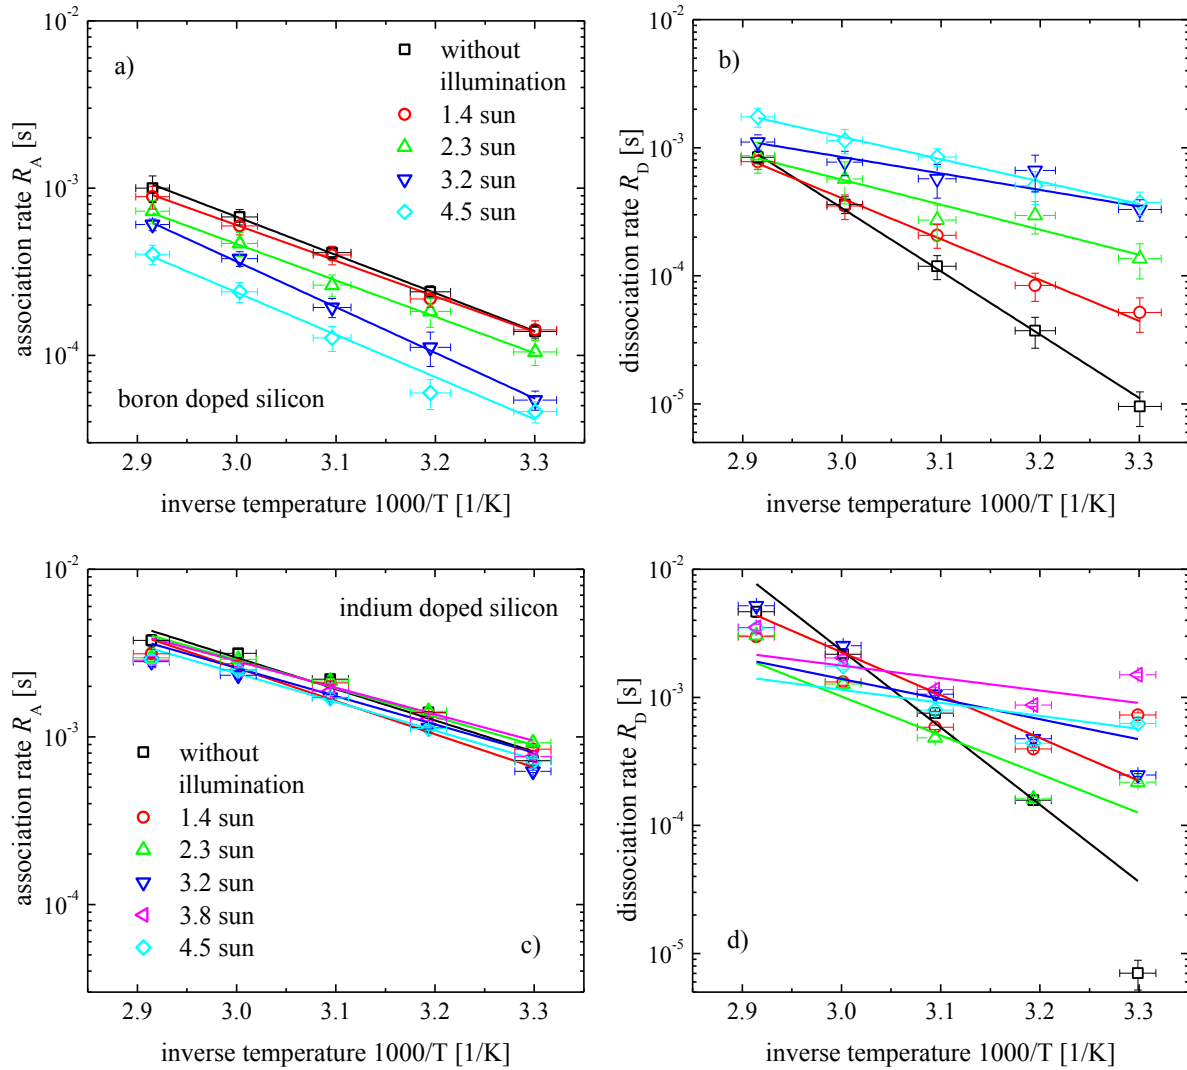 a)
without
illumination
1.4 sun
2.3 sun
3.2 sun
4.5 sun
boron doped silicon
association rate R_A [s]
10^-2
10^-3
10^-4
2.9 3.0 3.1 3.2 3.3
inverse temperature 1000/T [1/K]
b)
dissociation rate R_D [s]
10^-2
10^-3
10^-4
10^-5
2.9 3.0 3.1 3.2 3.3
inverse temperature 1000/T [1/K]
indium doped silicon
without
illumination
1.4 sun
2.3 sun
3.2 sun
3.8 sun
4.5 sun
c)
association rate R_A [s]
10^-2
10^-3
10^-4
2.9 3.0 3.1 3.2 3.3
inverse temperature 1000/T [1/K]
d)
dissociation rate R_D [s]
10^-2
10^-3
10^-4
10^-5
2.9 3.0 3.1 3.2 3.3
inverse temperature 1000/T [1/K]